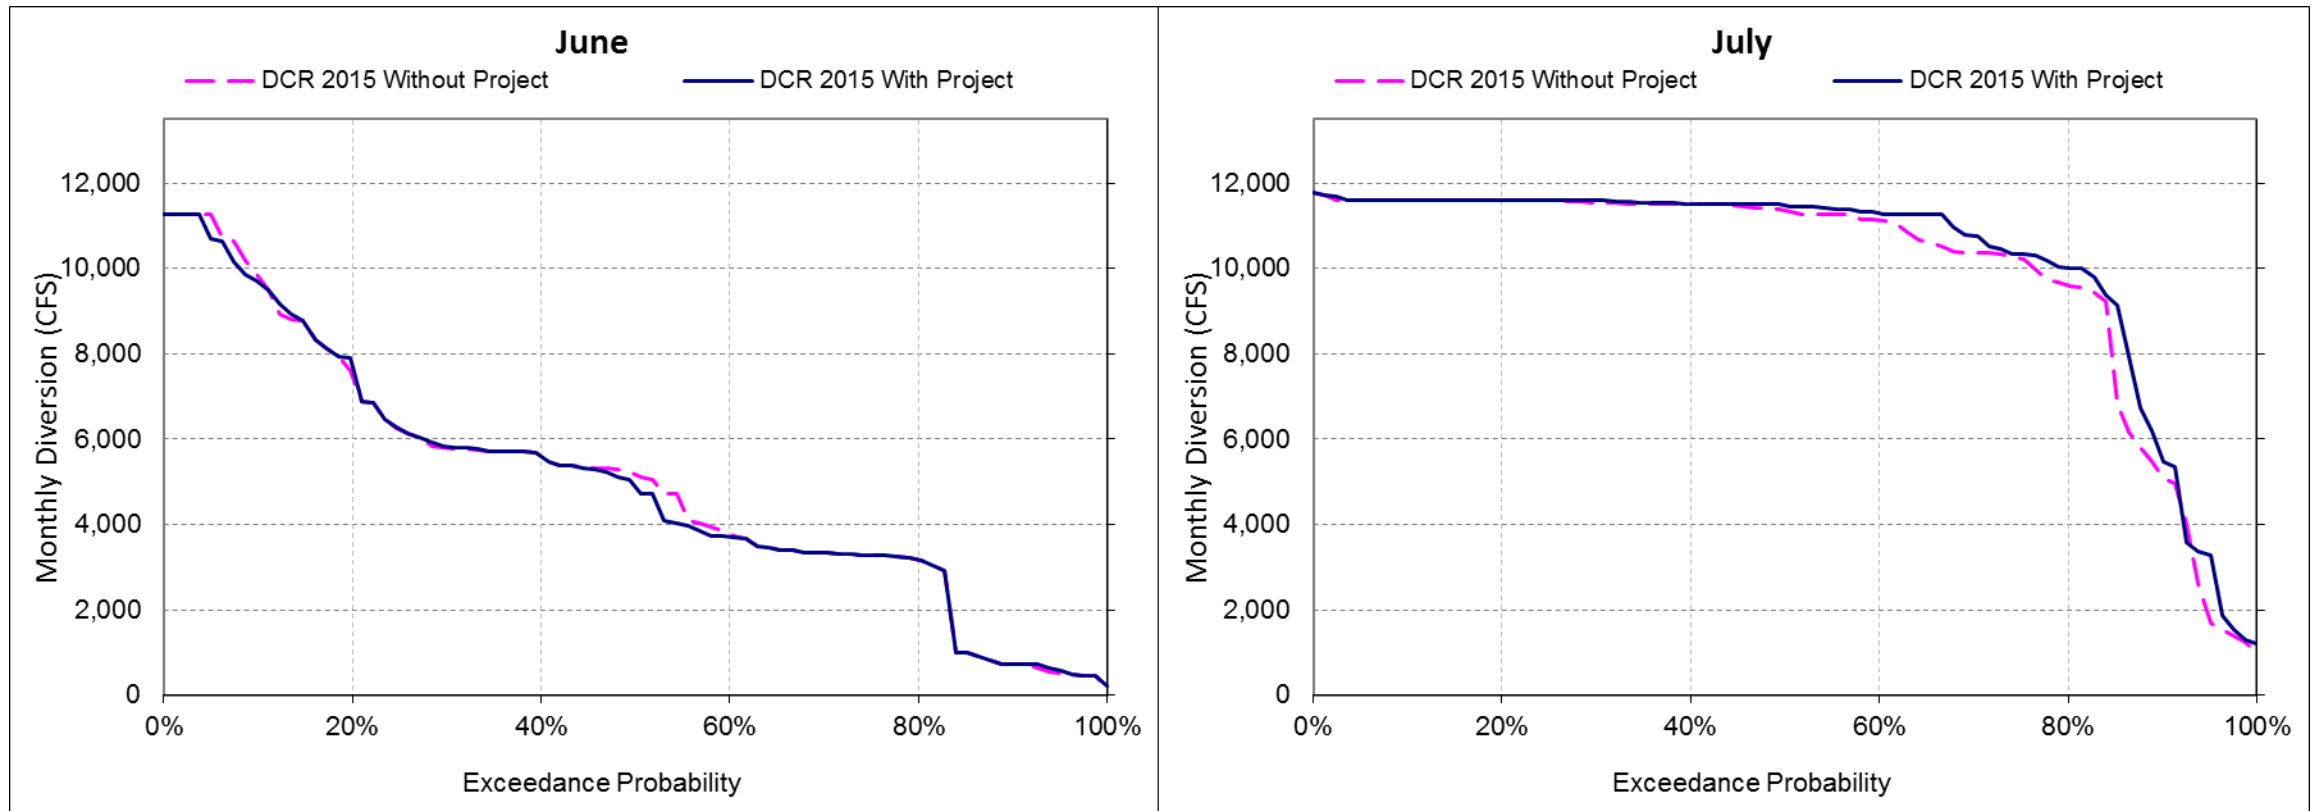 June
DCR 2015 Without Project
DCR 2015 With Project
Monthly Diversion (CFS)
12,000
10,000
8,000
6,000
4,000
2,000
0
0% 20% 40% 60% 80% 100%
Exceedance Probability
July
DCR 2015 Without Project
DCR 2015 With Project
Monthly Diversion (CFS)
12,000
10,000
8,000
6,000
4,000
2,000
0
0% 20% 40% 60% 80% 100%
Exceedance Probability